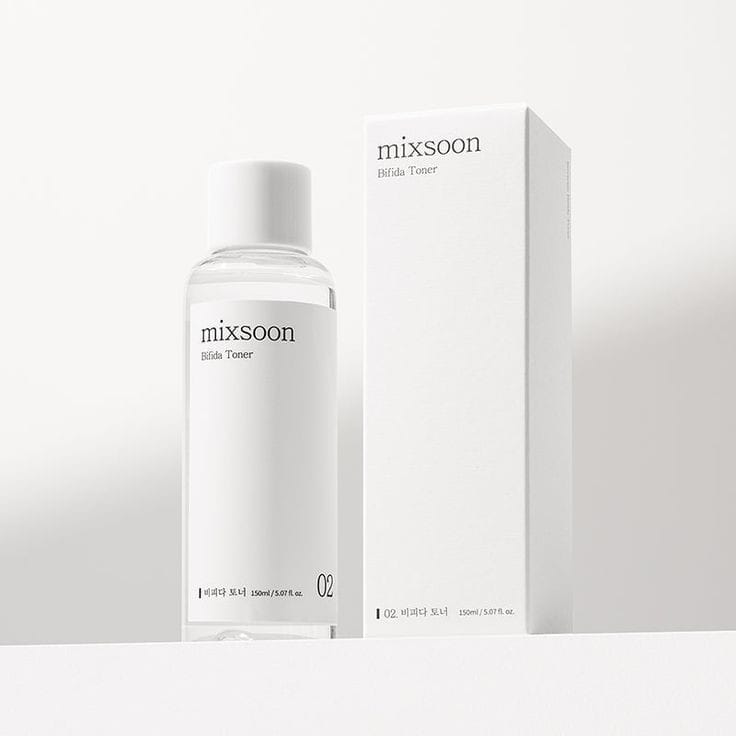 mixsoon
Bifida Toner
비피다 토너 150ml / 5.07 fl. oz.
02
mixsoon
Bifida Toner
02. 비피다 토너 150ml / 5.07 fl. oz.